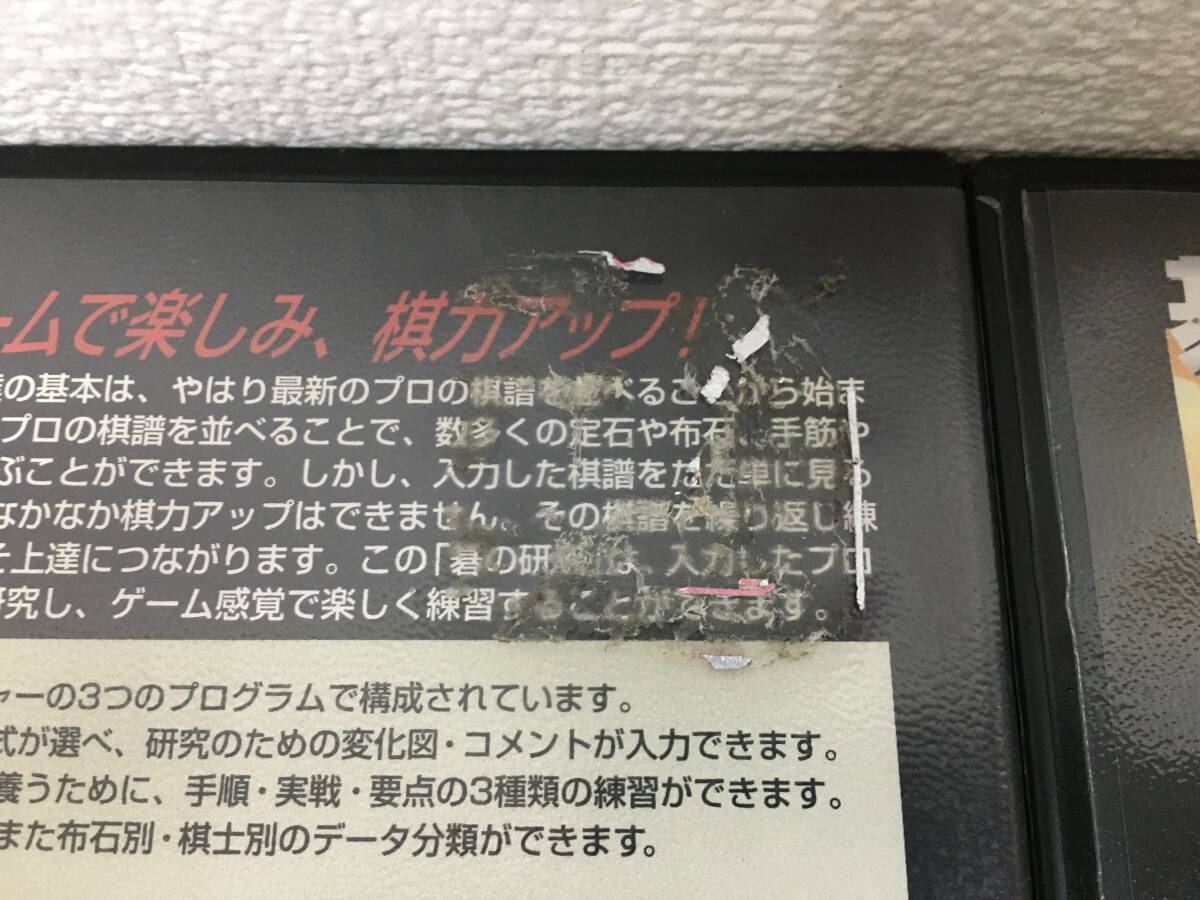 ームで楽しみ、棋力アップ!
の基本は、やはり最新のプロの棋譜を並べることから始ま
プロの棋譜を並べることで、数多くの定石や布石、手筋や
ぶことができます。しかし、入力した棋譜をただ単に見る
なかなか棋力アップはできません。その棋譜を繰り返し練
そ上達につながります。この「碁の研究」は、入力したプロ
研究し、ゲーム感覚で楽しく練習することができます。
ャーの3つのプログラムで構成されています。
式が選べ、研究のための変化図・コメントが入力できます。
養うために、手順・実戦・要点の3種類の練習ができます。
また布石別・棋士別のデータ分類ができます。